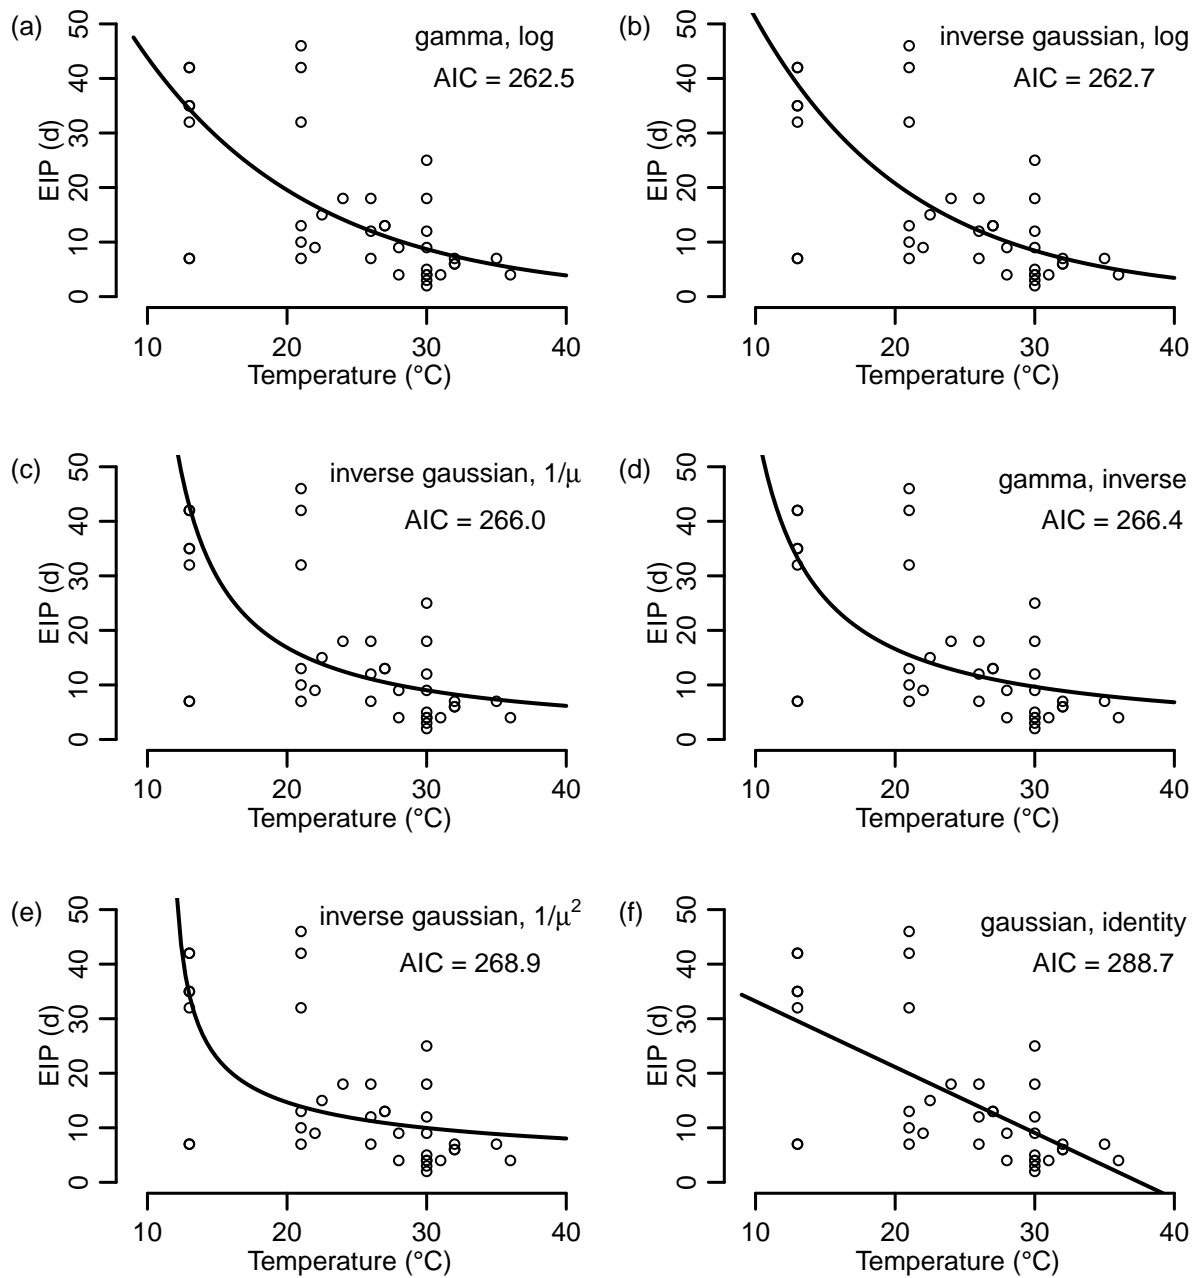 (a)
gamma, log
AIC = 262.5
EIP (d)
0 10 20 30 40 50
10 20 30 40
Temperature (°C)
(b)
inverse gaussian, log
AIC = 262.7
EIP (d)
0 10 20 30 40 50
10 20 30 40
Temperature (°C)
(c)
inverse gaussian, 1/μ
AIC = 266.0
EIP (d)
0 10 20 30 40 50
10 20 30 40
Temperature (°C)
(d)
gamma, inverse
AIC = 266.4
EIP (d)
0 10 20 30 40 50
10 20 30 40
Temperature (°C)
(e)
inverse gaussian, 1/μ²
AIC = 268.9
EIP (d)
0 10 20 30 40 50
10 20 30 40
Temperature (°C)
(f)
gaussian, identity
AIC = 288.7
EIP (d)
0 10 20 30 40 50
10 20 30 40
Temperature (°C)